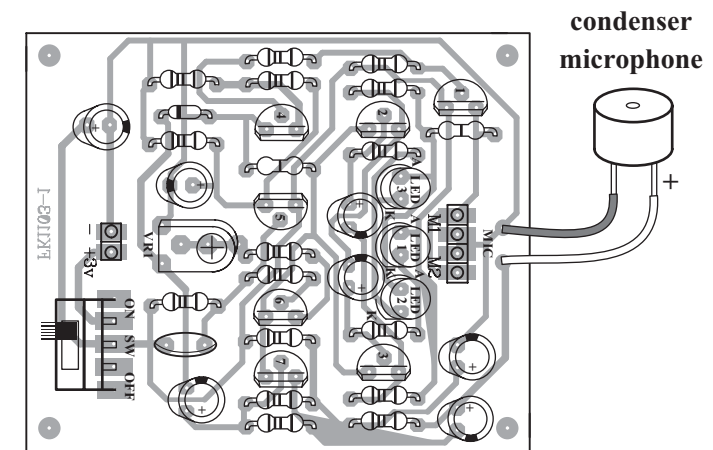 condenser
microphone
+
1
2
4
5
6
7
3
A
LED
3
K
A
LED
1
K
A
LED
2
K
M1
M2
MIC
VR1
FK1103-1
-
+3v
ON
SW
OFF
+
+
+
+
+
+
+